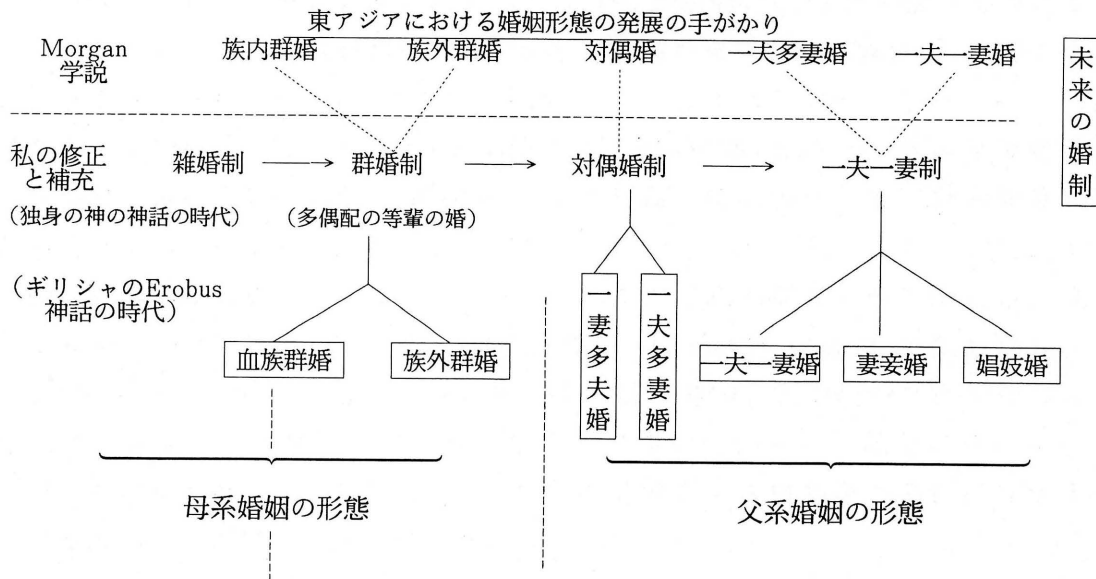 東アジアにおける婚姻形態の発展の手がかり
Morgan
学説
族内群婚
族外群婚
対偶婚
一夫多妻婚
一夫一妻婚
未来の婚制
私の修正
と補充
雑婚制
群婚制
対偶婚制
一夫一妻制
(独身の神の神話の時代)
(多偶配の等輩の婚)
(ギリシャのErobus
神話の時代)
血族群婚
族外群婚
一妻多夫婚
一夫多妻婚
一夫一妻婚
妻妾婚
娼妓婚
母系婚姻の形態
父系婚姻の形態